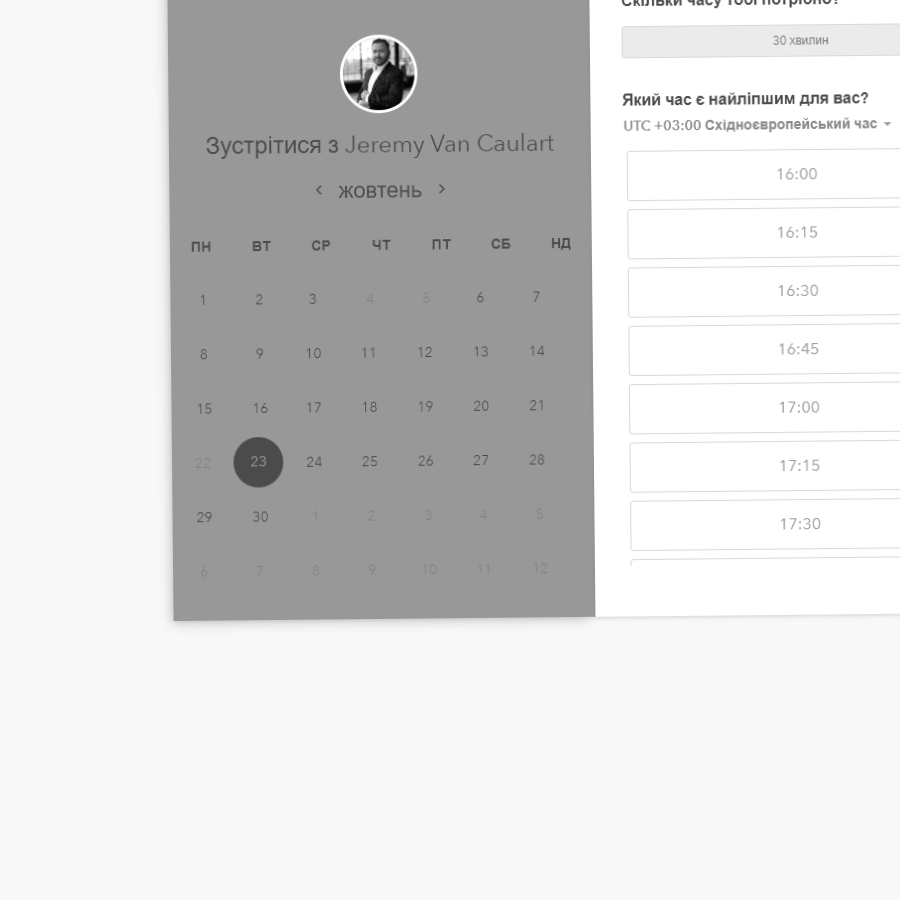 Зустрітися з Jeremy Van Caulart
жовтень
ПН ВТ СР ЧТ ПТ СБ НД
1 2 3 4 5 6 7
8 9 10 11 12 13 14
15 16 17 18 19 20 21
22 23 24 25 26 27 28
29 30 1 2 3 4 5
6 7 8 9 10 11 12
Скільки часу тобі потрібно?
30 хвилин
Який час є найліпшим для вас?
UTC +03:00 Східноєвропейський час
16:00
16:15
16:30
16:45
17:00
17:15
17:30